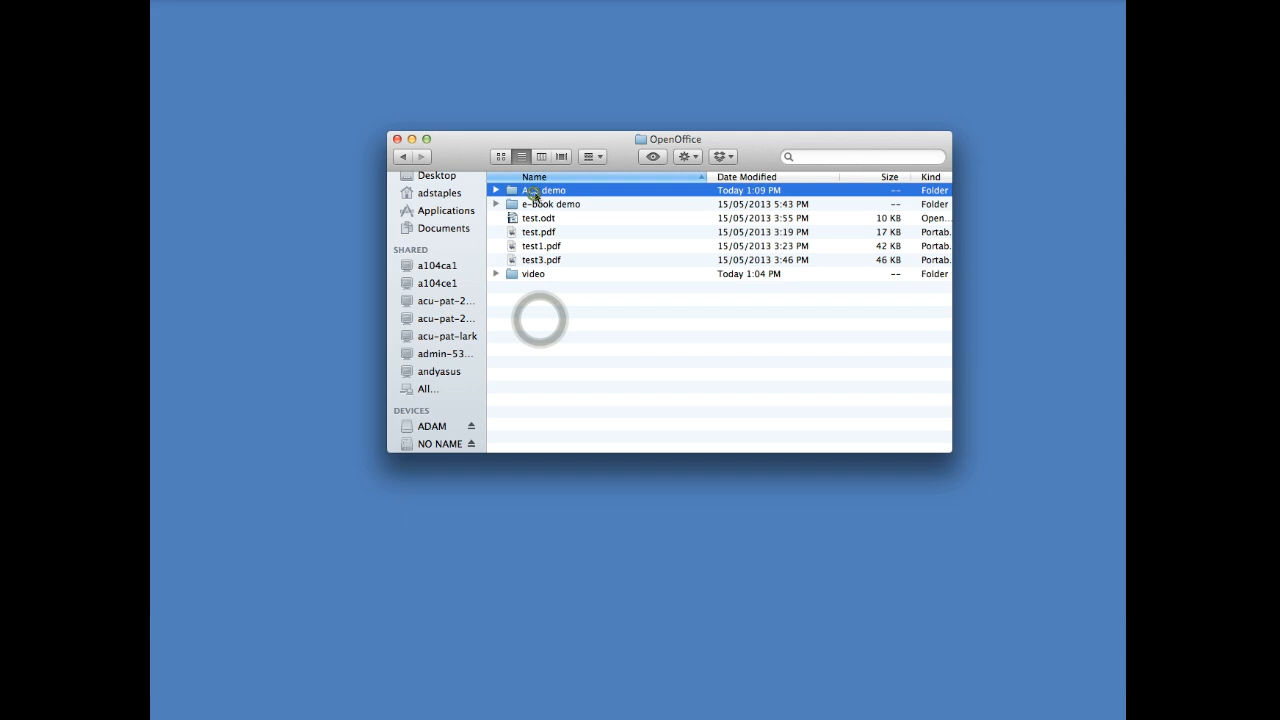 OpenOffice
Name Date Modified Size Kind
demo Today 1:09 PM -- Folder
e-book demo 15/05/2013 5:43 PM -- Folder
test.odt 15/05/2013 3:55 PM 10 KB Open...
test.pdf 15/05/2013 3:19 PM 17 KB Portab.
test1.pdf 15/05/2013 3:23 PM 42 KB Portab.
test3.pdf 15/05/2013 3:46 PM 46 KB Portab.
video Today 1:04 PM -- Folder
Desktop
adstaples
Applications
Documents
SHARED
a104ca1
a104ce1
acu-pat-2...
acu-pat-2...
acu-pat-lark
admin-53...
andyasus
All...
DEVICES
ADAM
NO NAME